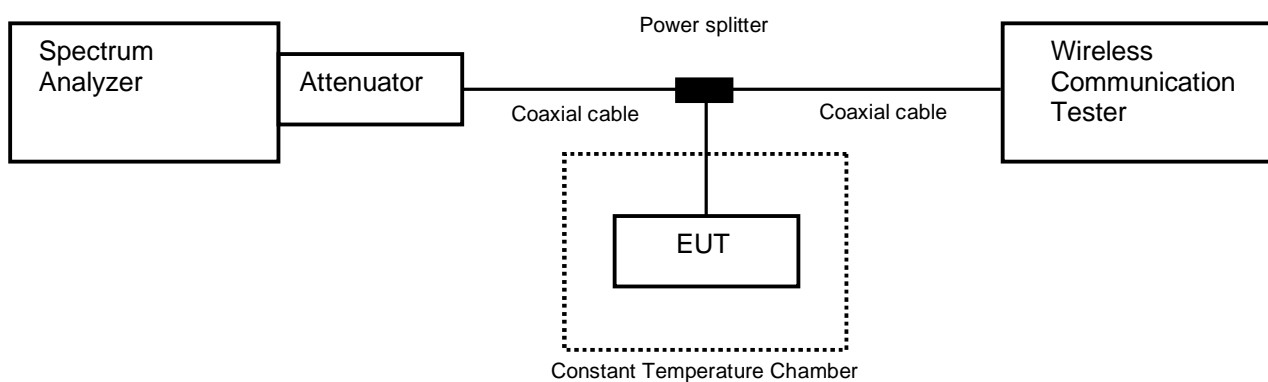 Power splitter
Spectrum
Analyzer
Attenuator
Wireless
Communication
Tester
Coaxial cable
Coaxial cable
EUT
Constant Temperature Chamber